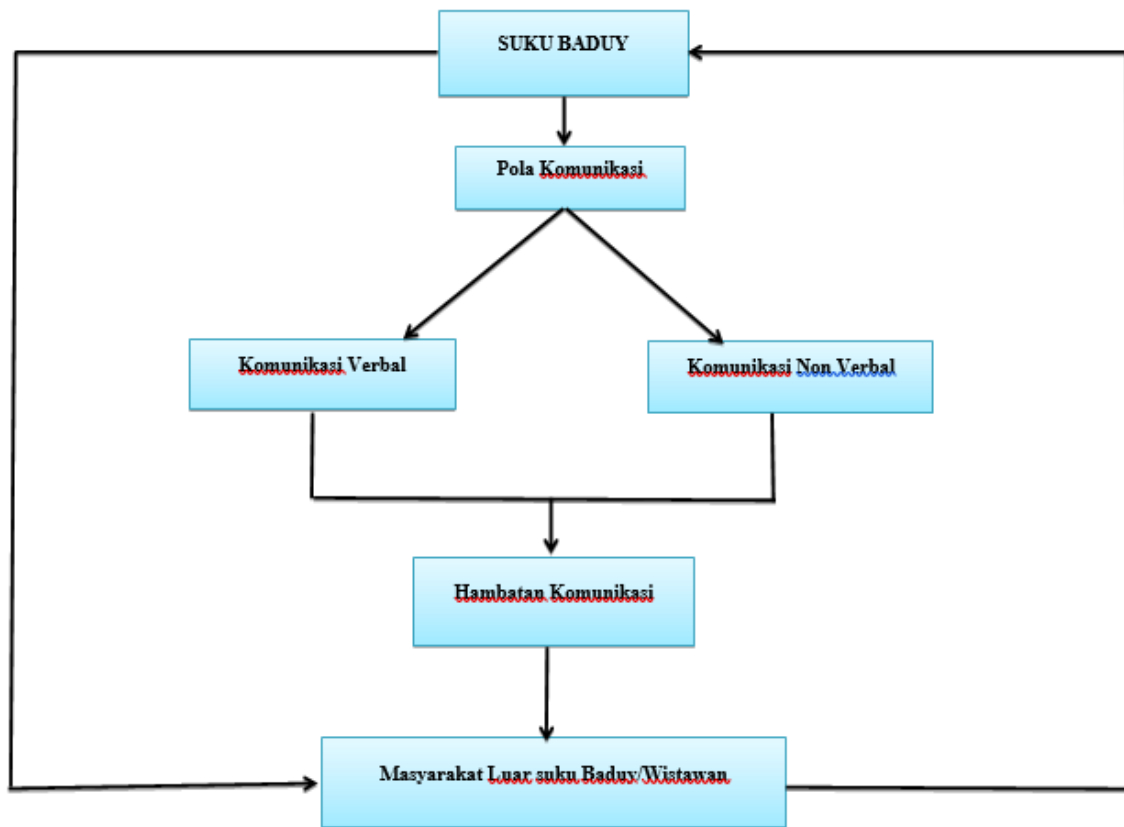 SUKU BADUY
Pola Komunikasi
Komunikasi Verbal
Komunikasi Non Verbal
Hambatan Komunikasi
Masyarakat Luar suku Baduy/Wistawan